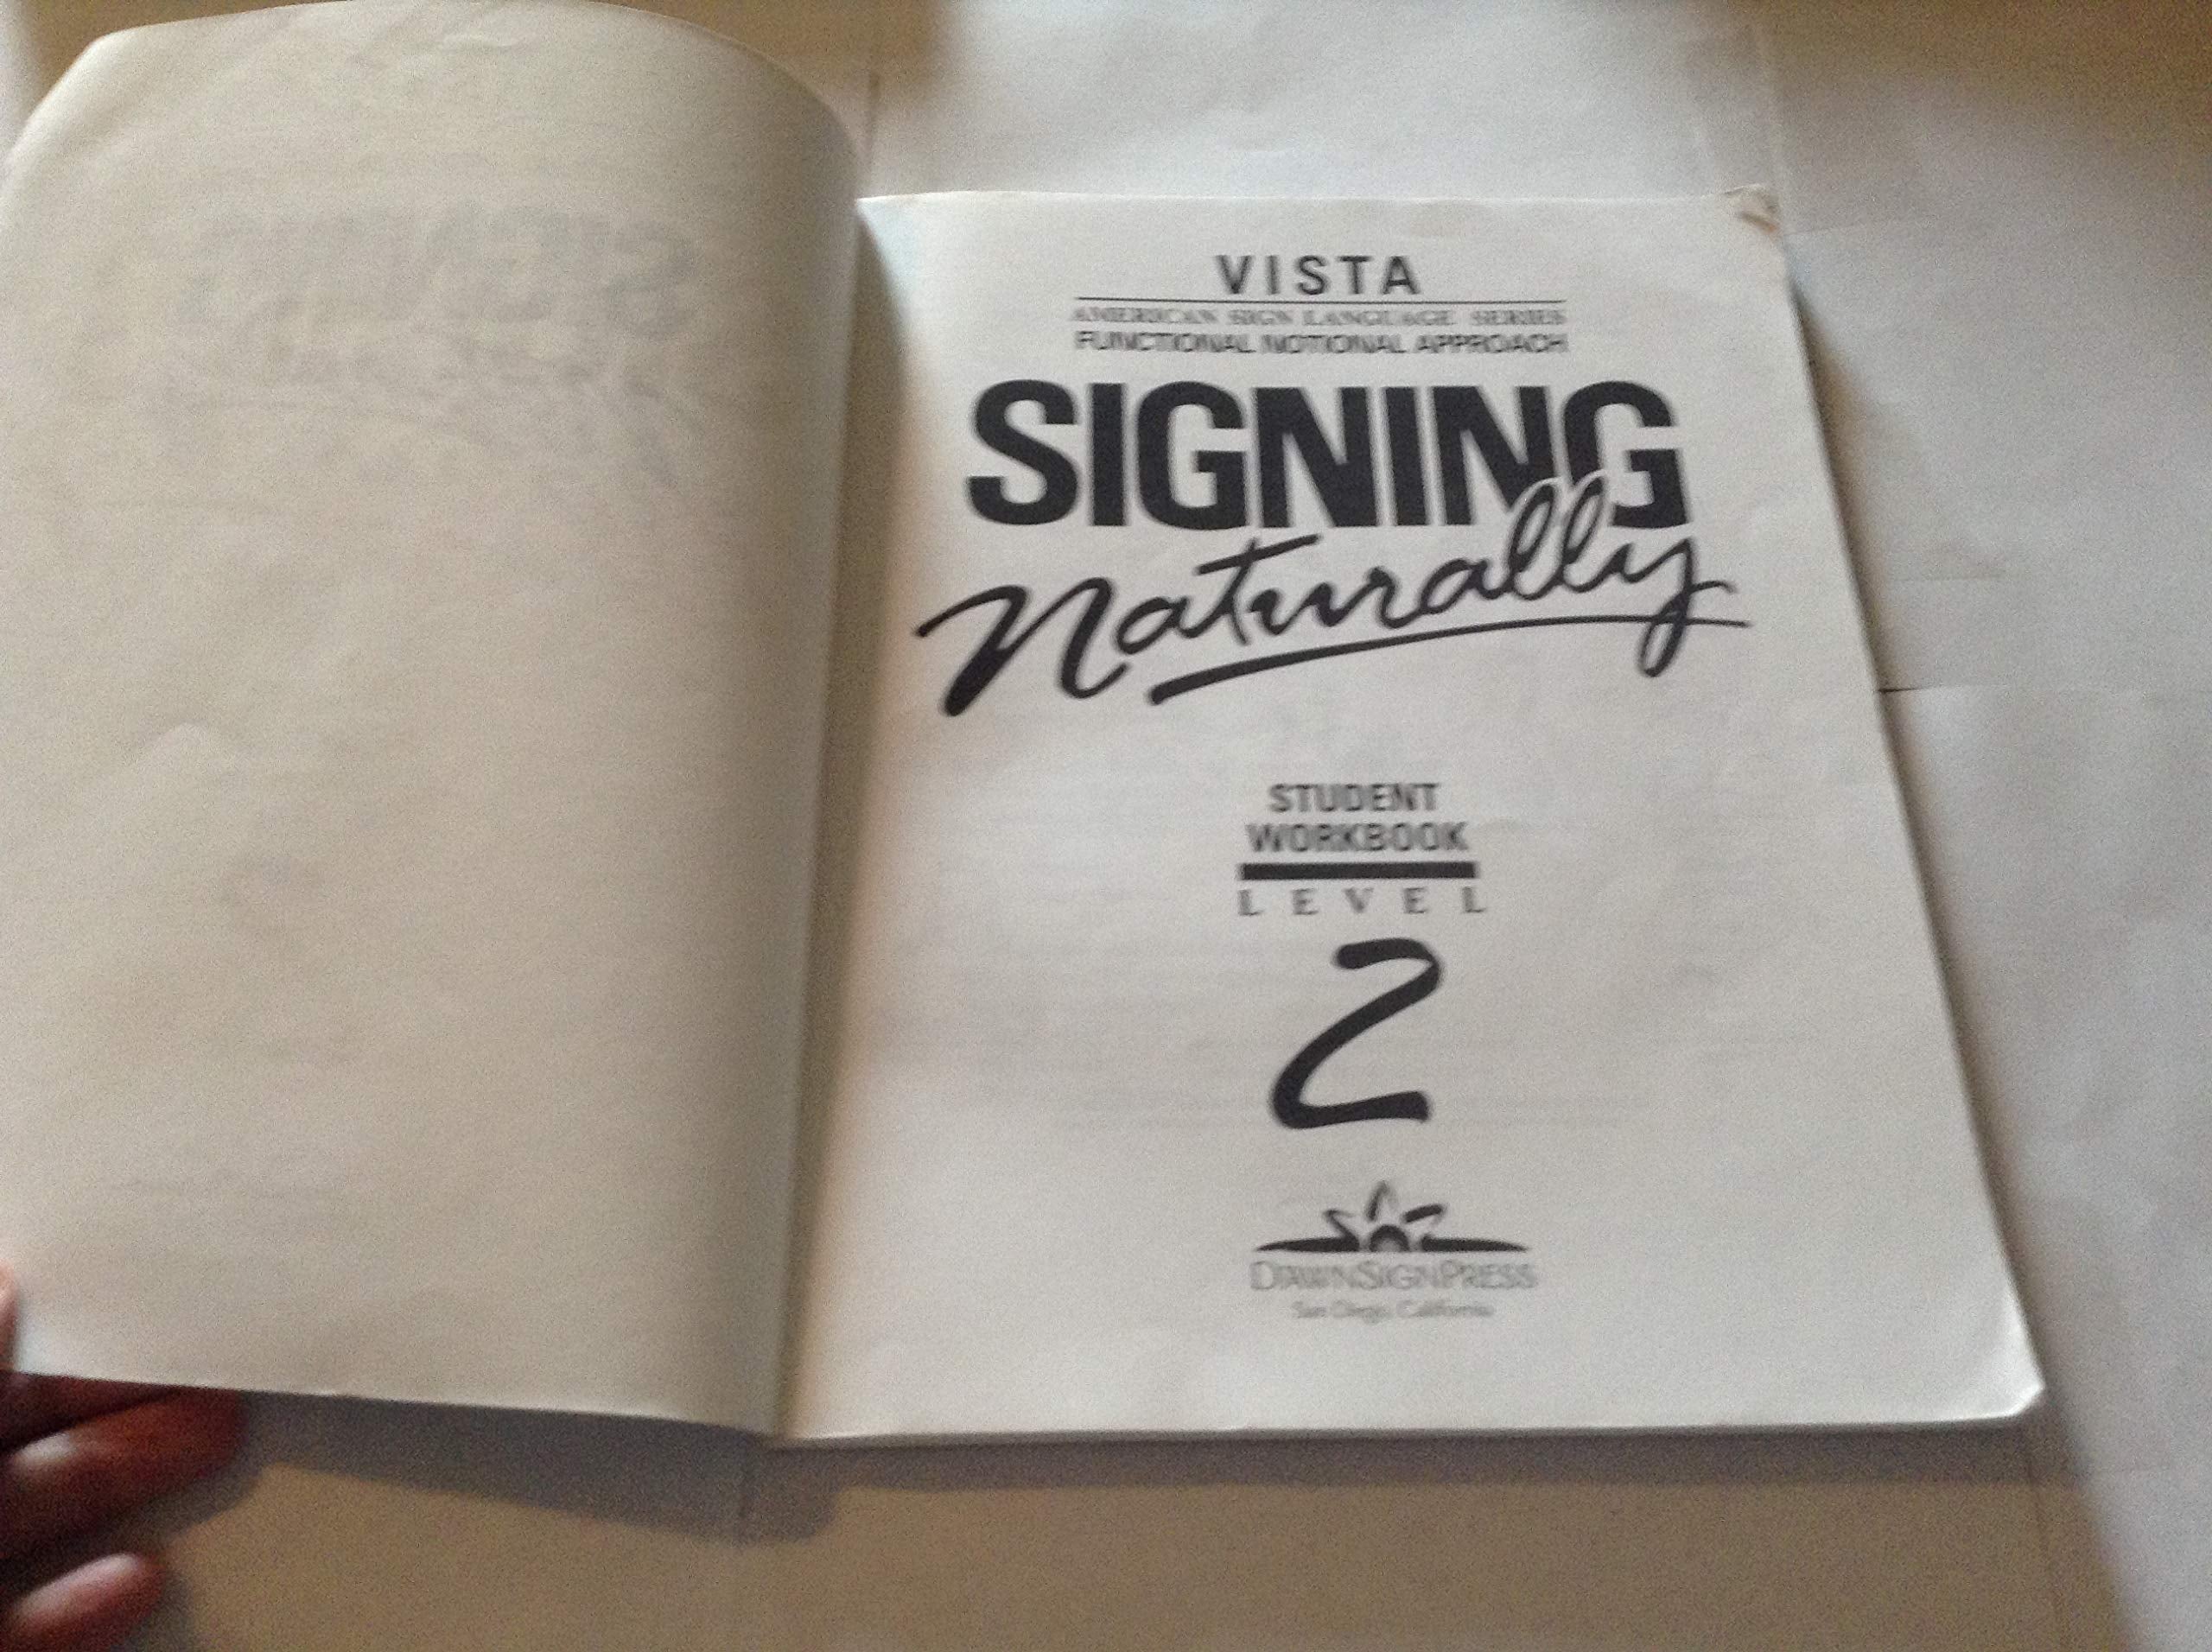 VISTA
AMERICAN SIGN LANGUAGE SERIES
FUNCTIONAL NOTIONAL APPROACH
SIGNING
Naturally
STUDENT
WORKBOOK
LEVEL
2
DAWNSIGNPRESS
San Diego, California